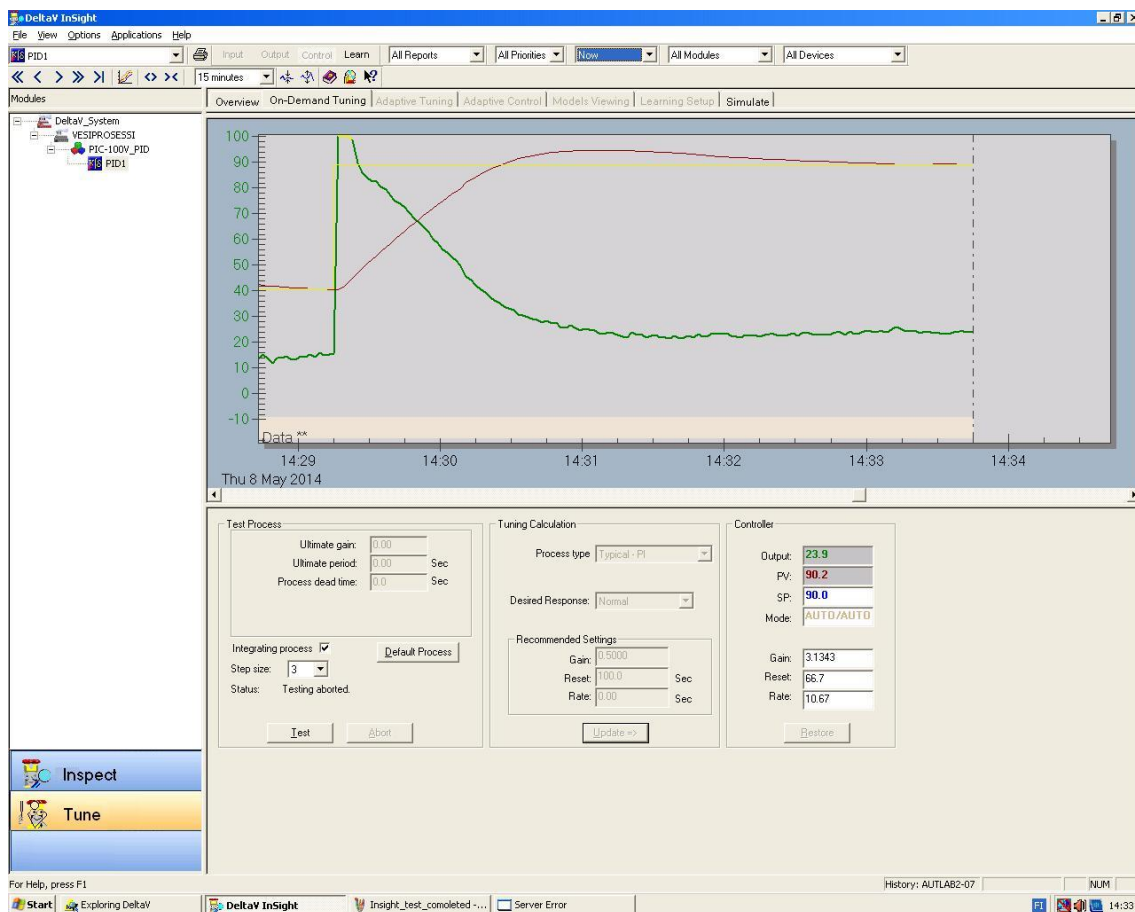 DeltaV InSight
File View Options Applications Help
PID1 Input Output Control Learn All Reports All Priorities Now All Modules All Devices
15 minutes
Modules
Overview On-Demand Tuning Adaptive Tuning Adaptive Control Models Viewing Learning Setup Simulate
DeltaV_System
VESIPROSESSI
PIC-100V_PID
PID1
100
90
80
70
60
50
40
30
20
10
0
-10
Data **
14:29 14:30 14:31 14:32 14:33 14:34
Thu 8 May 2014
Test Process
Ultimate gain: 0.00
Ultimate period: 0.00 Sec
Process dead time: 0.0 Sec
Integrating process
Default Process
Step size: 3
Status: Testing aborted.
Test Abort
Tuning Calculation
Process type Typical - PI
Desired Response: Normal
Recommended Settings
Gain: 0.5000
Reset: 100.0 Sec
Rate: 0.00 Sec
Update =>
Controller
Output: 23.9
PV: 90.2
SP: 90.0
Mode: AUTO/AUTO
Gain: 3.1343
Reset: 66.7
Rate: 10.67
Restore
Inspect
Tune
For Help, press F1
History: AUTLAB2-07 NUM
Start Exploring DeltaV DeltaV InSight Insight_test_comoleted -... Server Error FI 14:33